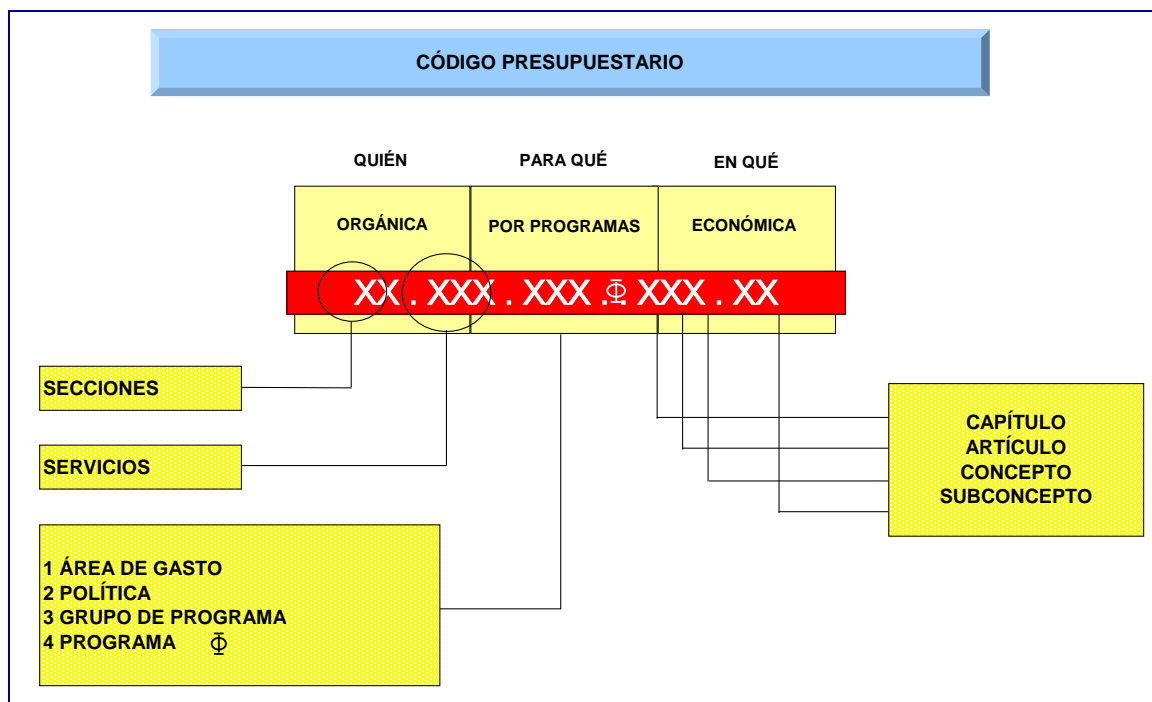 CÓDIGO PRESUPUESTARIO
QUIÉN PARA QUÉ EN QUÉ
ORGÁNICA POR PROGRAMAS ECONÓMICA
XX . XXX . XXX . Φ . XXX . XX
SECCIONES
SERVICIOS
1 ÁREA DE GASTO
2 POLÍTICA
3 GRUPO DE PROGRAMA
4 PROGRAMA Φ
CAPÍTULO
ARTÍCULO
CONCEPTO
SUBCONCEPTO